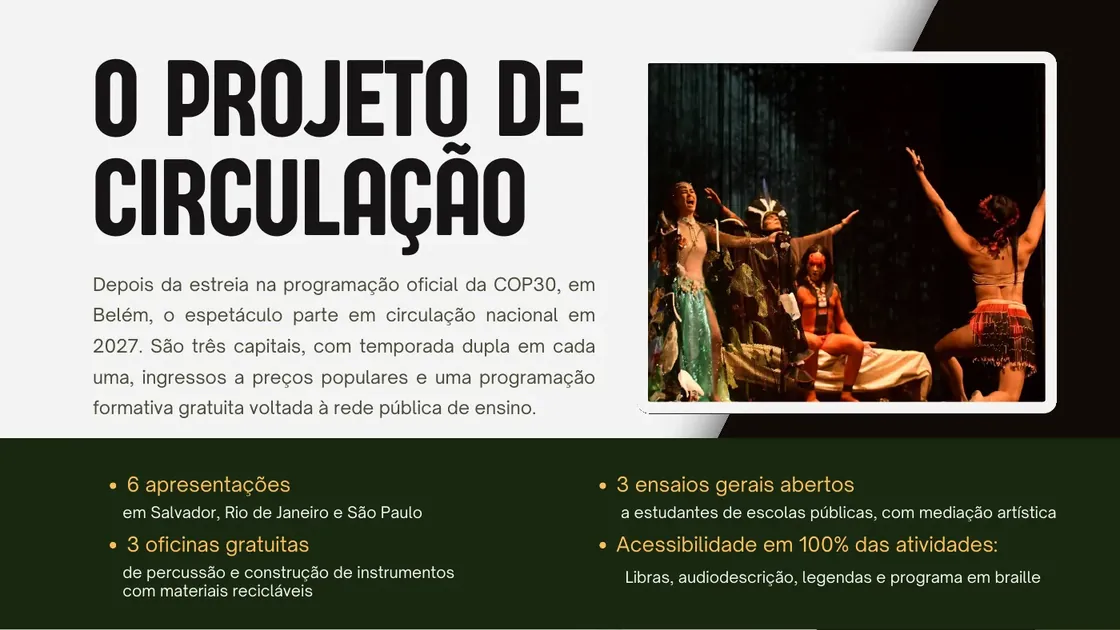 O PROJETO DE
CIRCULAÇÃO
Depois da estreia na programação oficial da COP30, em
Belém, o espetáculo parte em circulação nacional em
2027. São três capitais, com temporada dupla em cada
uma, ingressos a preços populares e uma programação
formativa gratuita voltada à rede pública de ensino.
• 6 apresentações
em Salvador, Rio de Janeiro e São Paulo
• 3 oficinas gratuitas
de percussão e construção de instrumentos
com materiais recicláveis
• 3 ensaios gerais abertos
a estudantes de escolas públicas, com mediação artística
• Acessibilidade em 100% das atividades:
Libras, audiodescrição, legendas e programa em braille